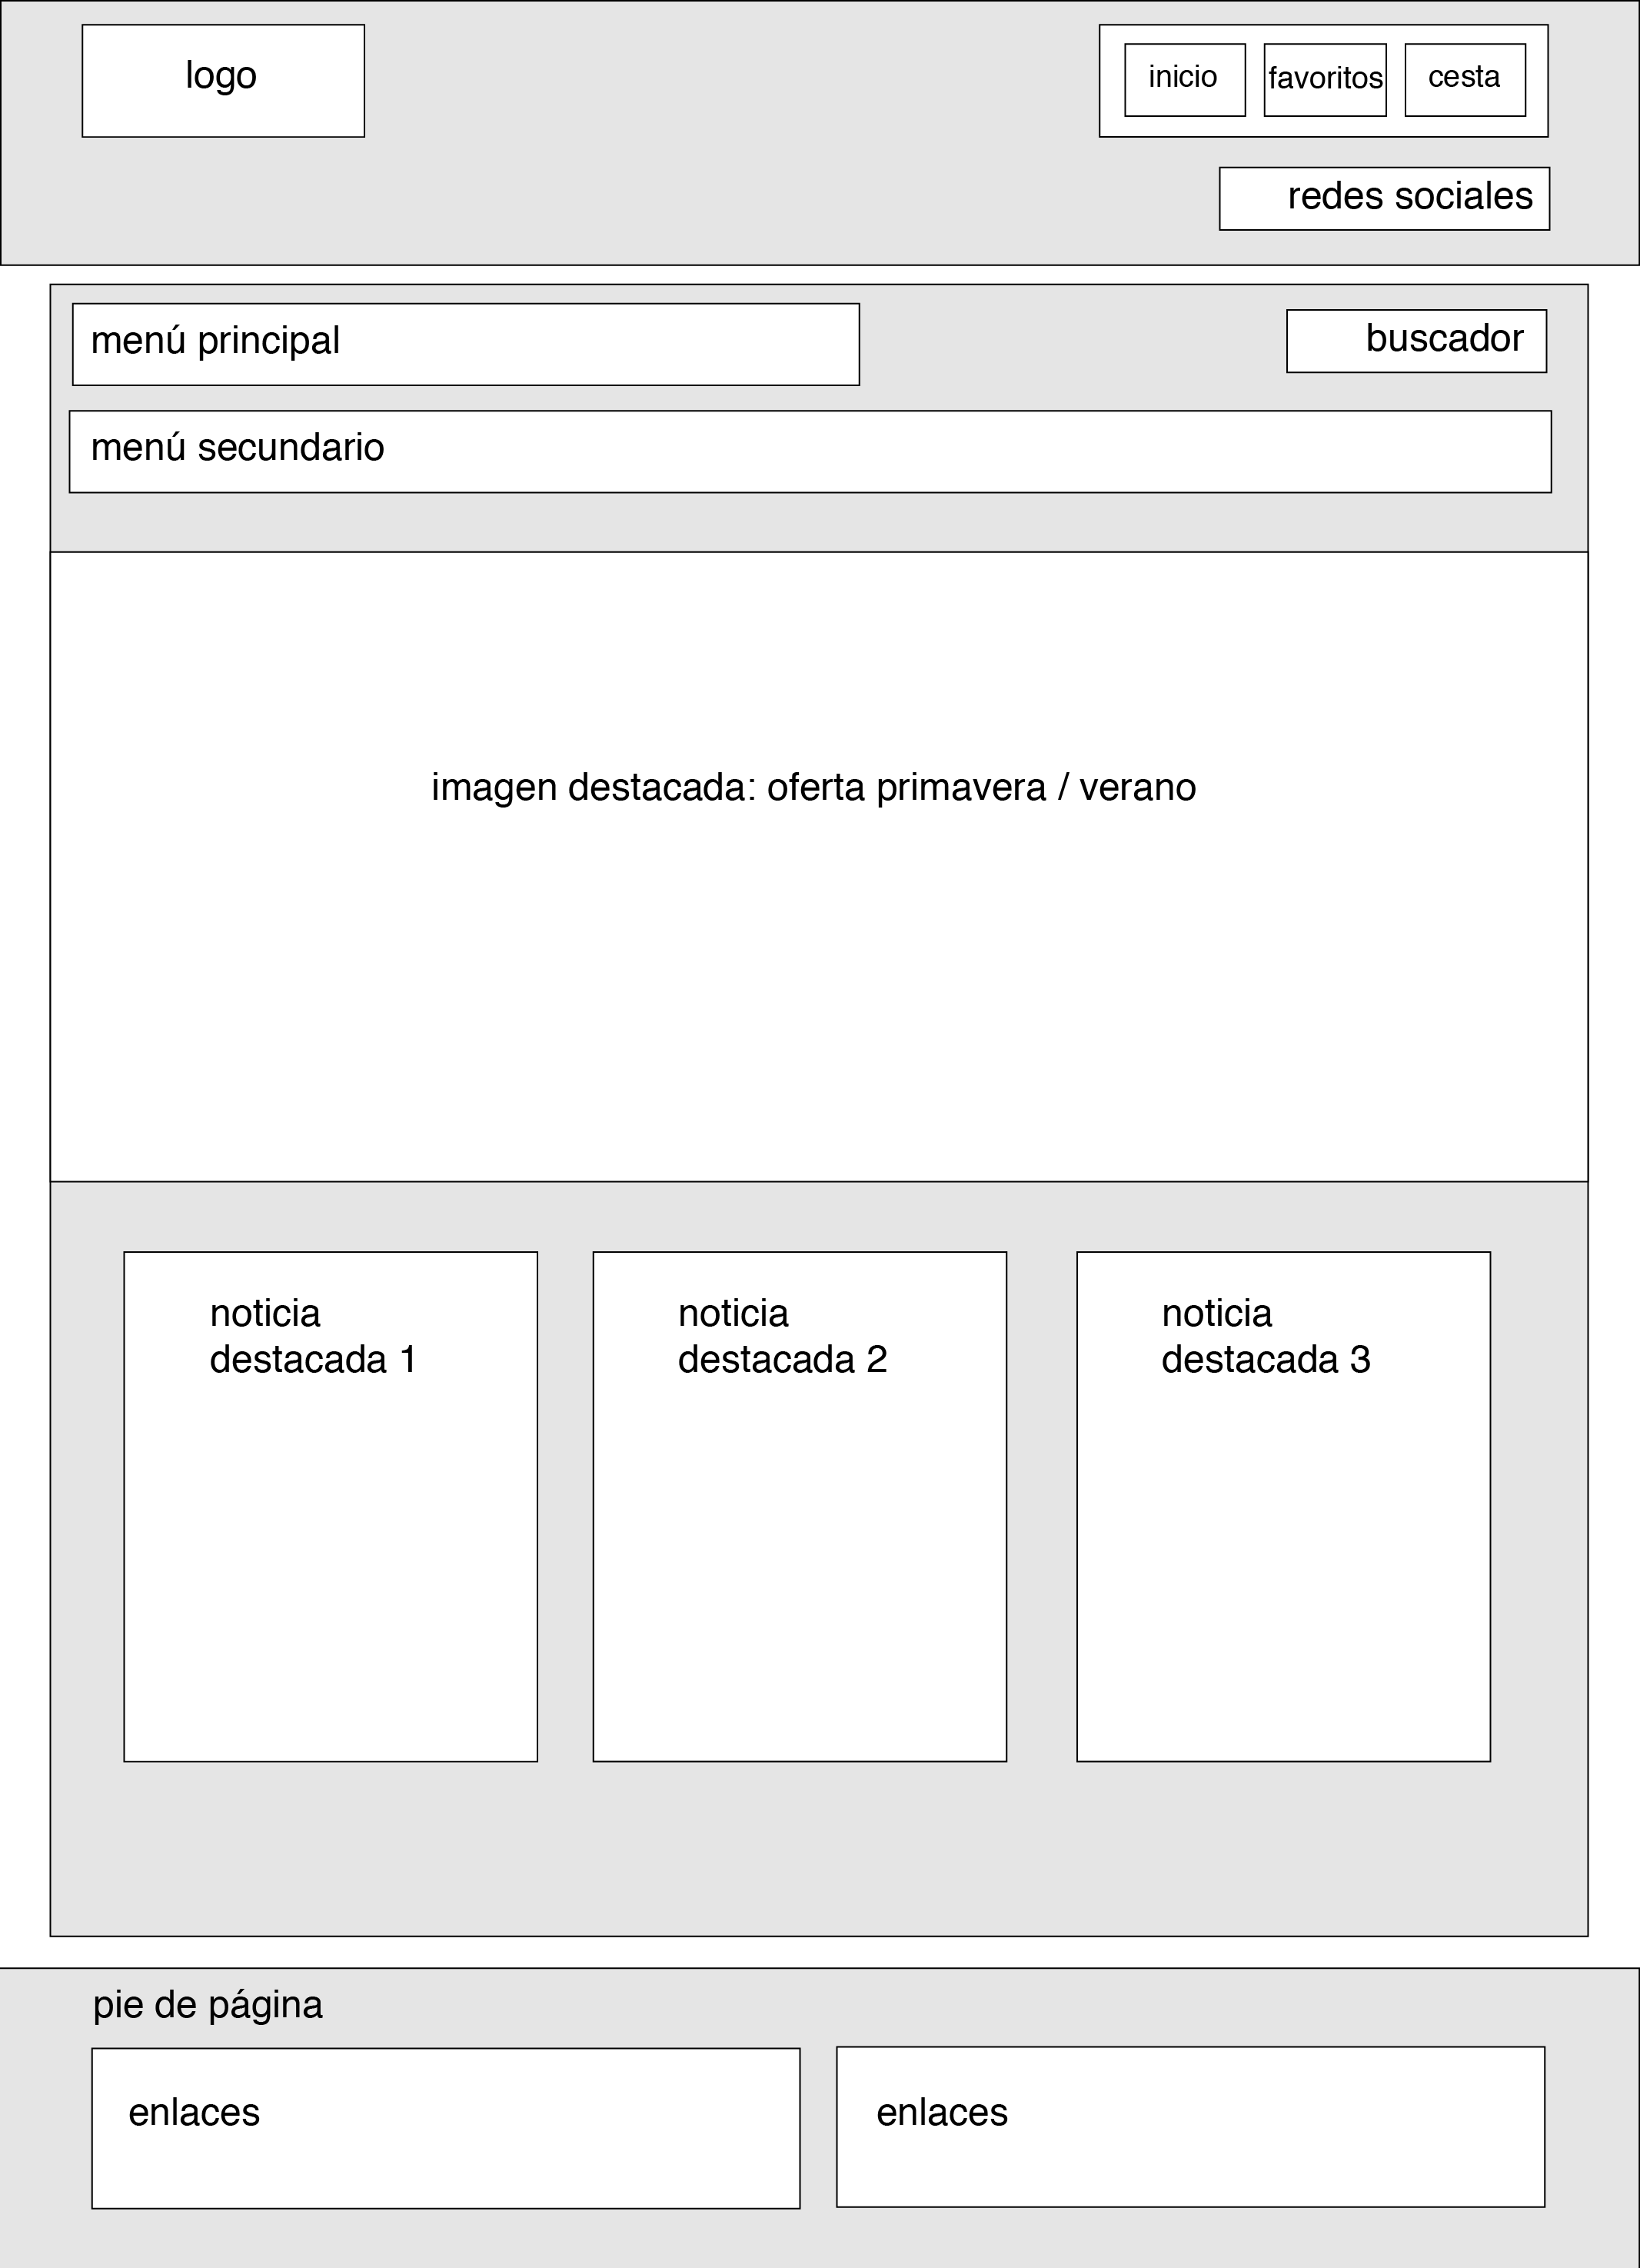 logo
inicio
favoritos
cesta
redes sociales
menú principal
buscador
menú secundario
imagen destacada: oferta primavera / verano
noticia
destacada 1
noticia
destacada 2
noticia
destacada 3
pie de página
enlaces
enlaces